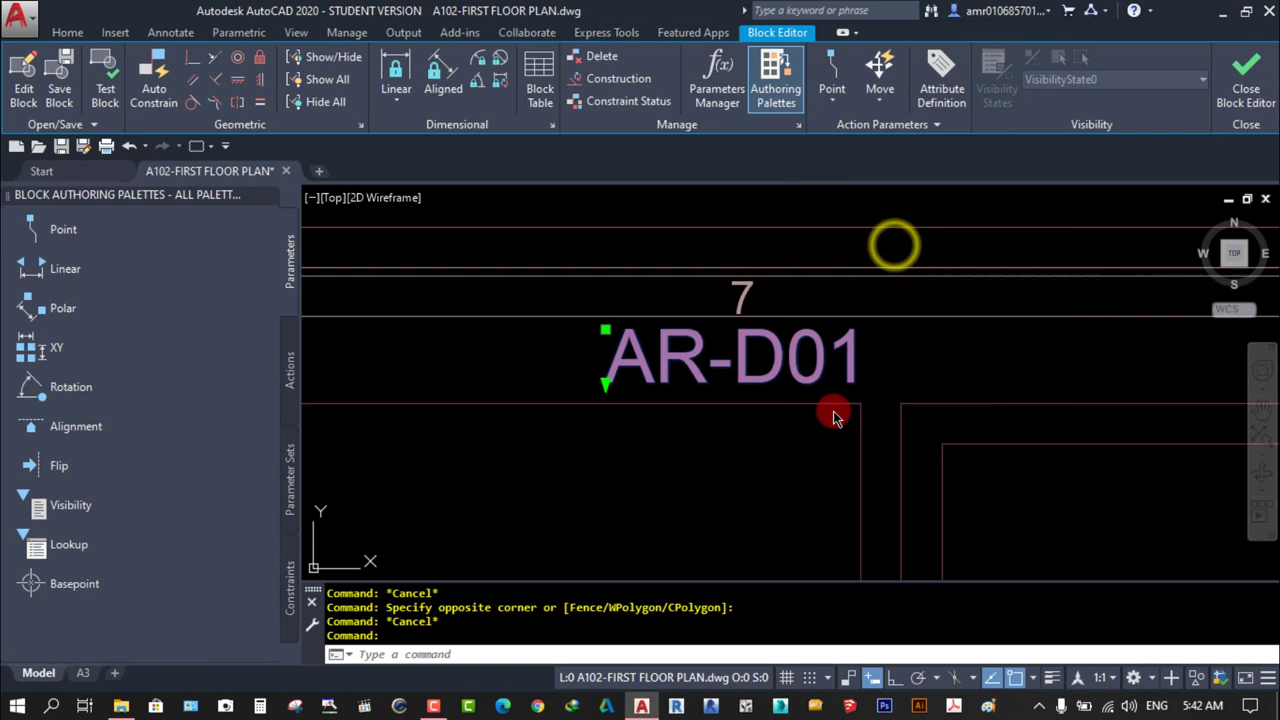 Autodesk AutoCAD 2020 - STUDENT VERSION A102-FIRST FLOOR PLAN.dwg
Type a keyword or phrase
amr010685701...
Home Insert Annotate Parametric View Manage Output Add-ins Collaborate Express Tools Featured Apps Block Editor
Edit Block
Save Block
Test Block
Auto Constrain
Show/Hide
Show All
Hide All
Linear
Aligned
Block Table
Delete
Construction
Constraint Status
Parameters Manager
Authoring Palettes
Point
Move
Attribute Definition
Visibility States
VisibilityState0
Close Block Editor
Open/Save
Geometric
Dimensional
Manage
Action Parameters
Visibility
Close
Start
A102-FIRST FLOOR PLAN*
BLOCK AUTHORING PALETTES - ALL PALETT...
Point
Linear
Polar
XY
Rotation
Alignment
Flip
Visibility
Lookup
Basepoint
Parameters
Actions
Parameter Sets
Constraints
[−][Top][2D Wireframe]
N
W TOP E
S
WCS
7
AR-D01
Y
X
Command: *Cancel*
Command: Specify opposite corner or [Fence/WPolygon/CPolygon]:
Command: *Cancel*
Command:
Type a command
Model A3
L:0 A102-FIRST FLOOR PLAN.dwg O:0 S:0
1:1
5:42 AM